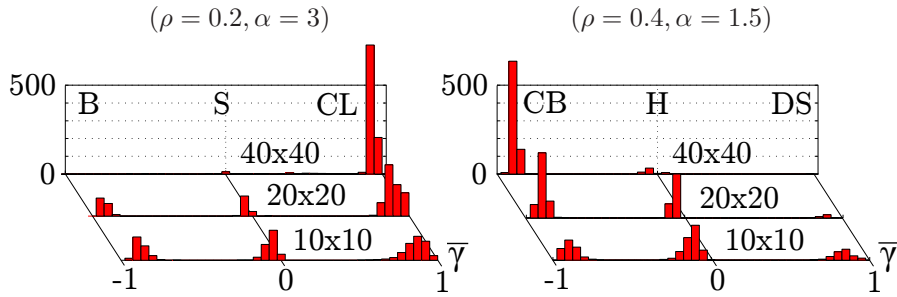 (ρ = 0.2, α = 3)
(ρ = 0.4, α = 1.5)
500
B S CL
40x40
0
20x20
10x10
-1 0 1
γ̅
500
CB H DS
40x40
0
20x20
10x10
-1 0 1
γ̅